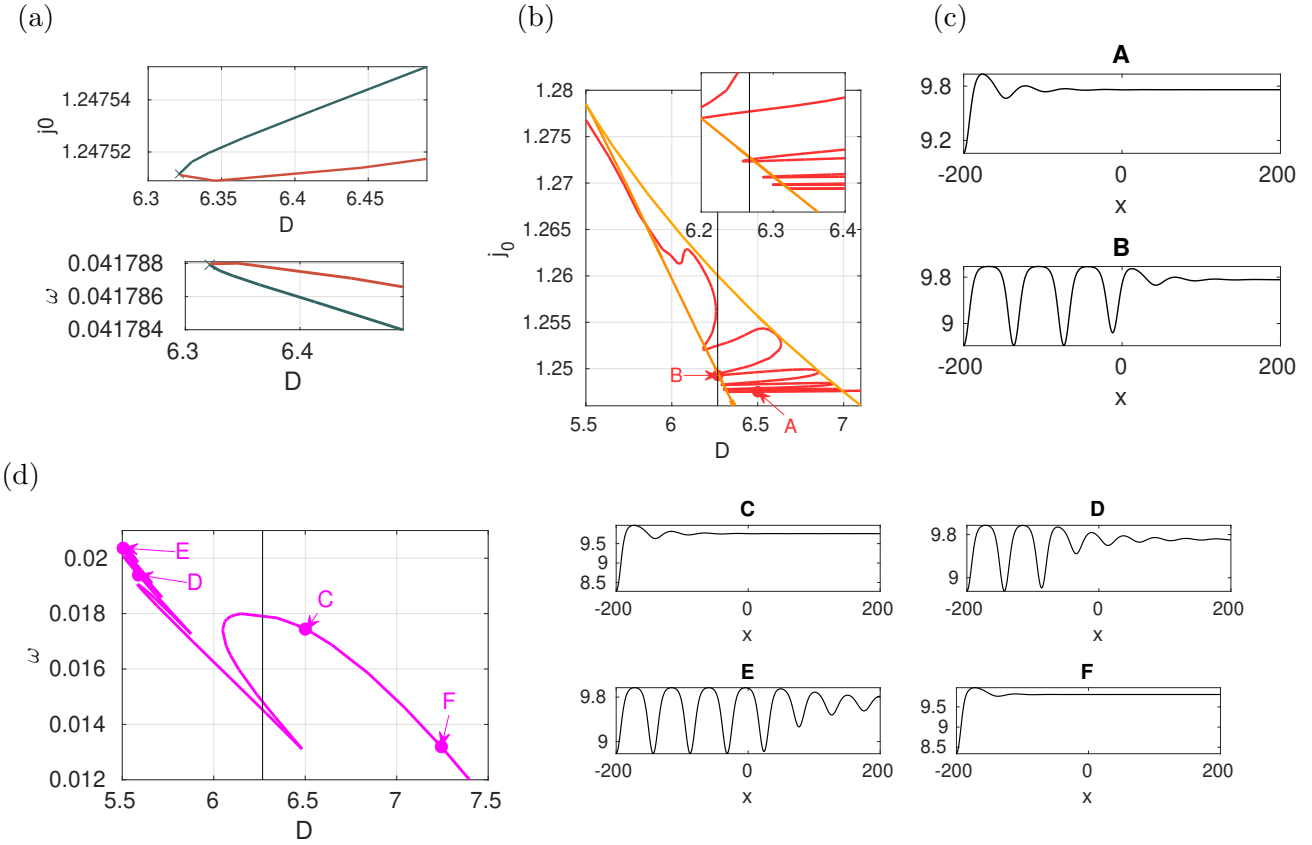 (a)
j0
1.24754
1.24752
6.3
6.35
6.4
6.45
D
ω
0.041788
0.041786
0.041784
6.3
6.4
D
(b)
j0
1.28
1.275
1.27
1.265
1.26
1.255
1.25
5.5
6
6.5
7
D
6.2
6.3
6.4
B
A
(c)
A
9.8
9.2
-200
0
200
x
B
9.8
9
-200
0
200
x
(d)
ω
0.02
0.018
0.016
0.014
0.012
5.5
6
6.5
7
7.5
D
E
D
C
F
C
9.5
9
8.5
-200
0
200
x
D
9.8
9
-200
0
200
x
E
9.8
9
-200
0
200
x
F
9.5
8.5
-200
0
200
x